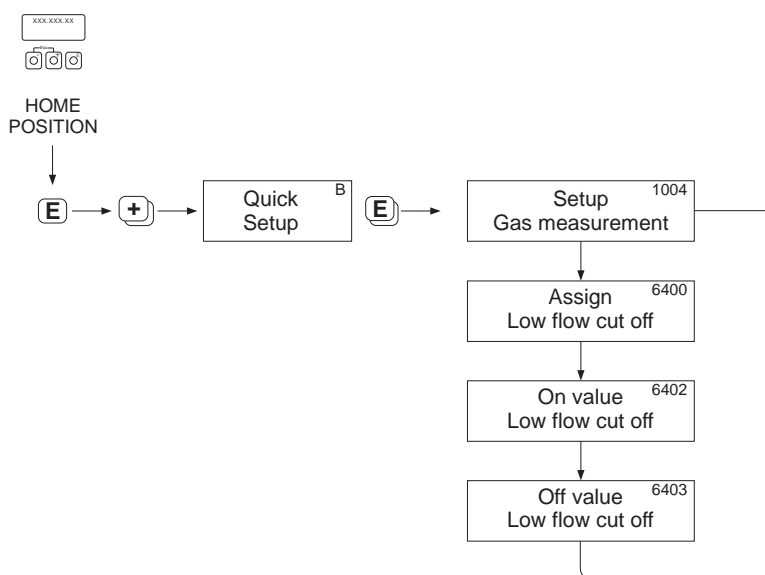 xxx.xxx.xx
Esc
HOME
POSITION
E
+
Quick
Setup
B
E
Setup
Gas measurement
1004
Assign
Low flow cut off
6400
On value
Low flow cut off
6402
Off value
Low flow cut off
6403